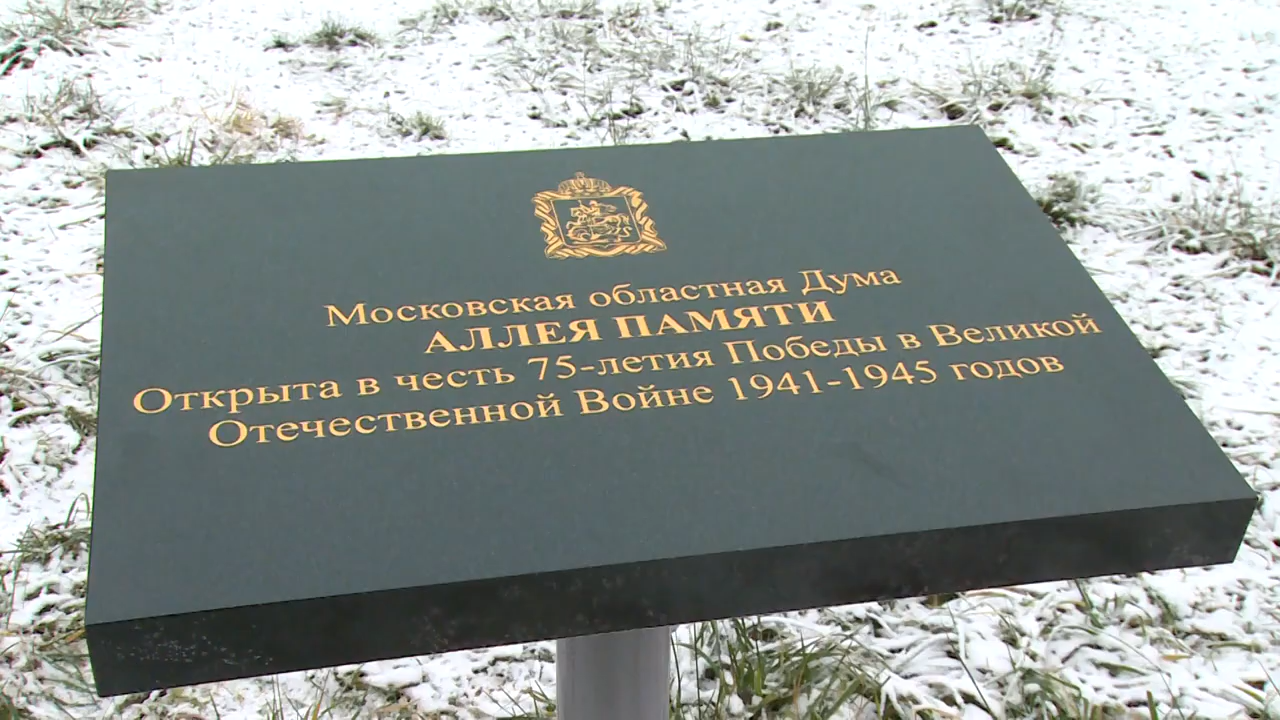 Московская областная Дума
АЛЛЕЯ ПАМЯТИ
Открыта в честь 75-летия Победы в Великой
Отечественной Войне 1941-1945 годов